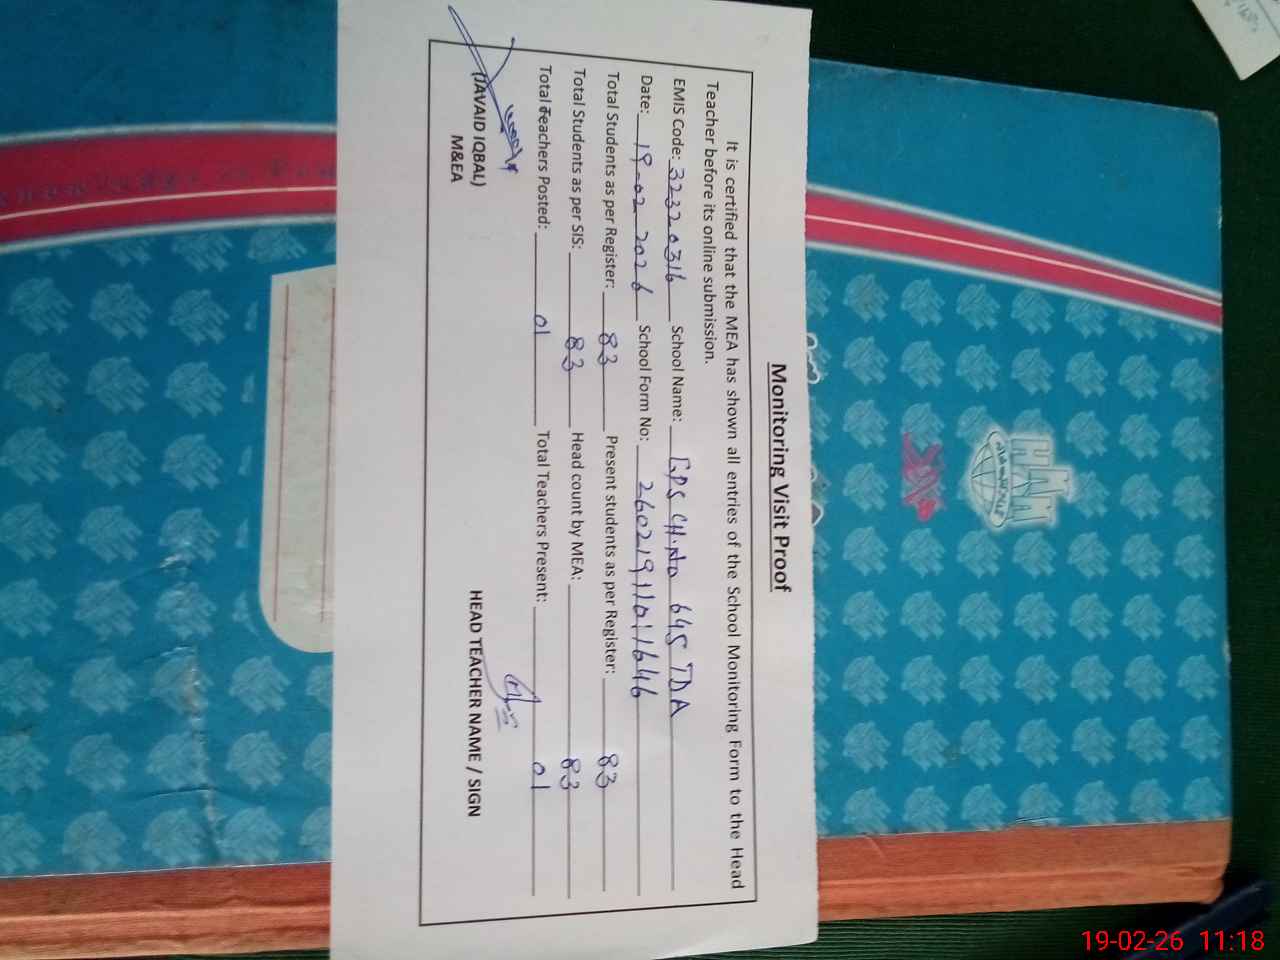 Monitoring Visit Proof
It is certified that the MEA has shown all entries of the School Monitoring Form to the Head
Teacher before its online submission.
EMIS Code: 32320316 School Name: GPS CH.No 645 TDA
Date: 19-02-2026 School Form No: 26021911011646
Total Students as per Register: 83 Present students as per Register: 83
Total Students as per SIS: 83 Head count by MEA: 83
Total Teachers Posted: 01 Total Teachers Present: 01
(JAVAID IQBAL)
M&EA
HEAD TEACHER NAME / SIGN
19-02-26 11:18